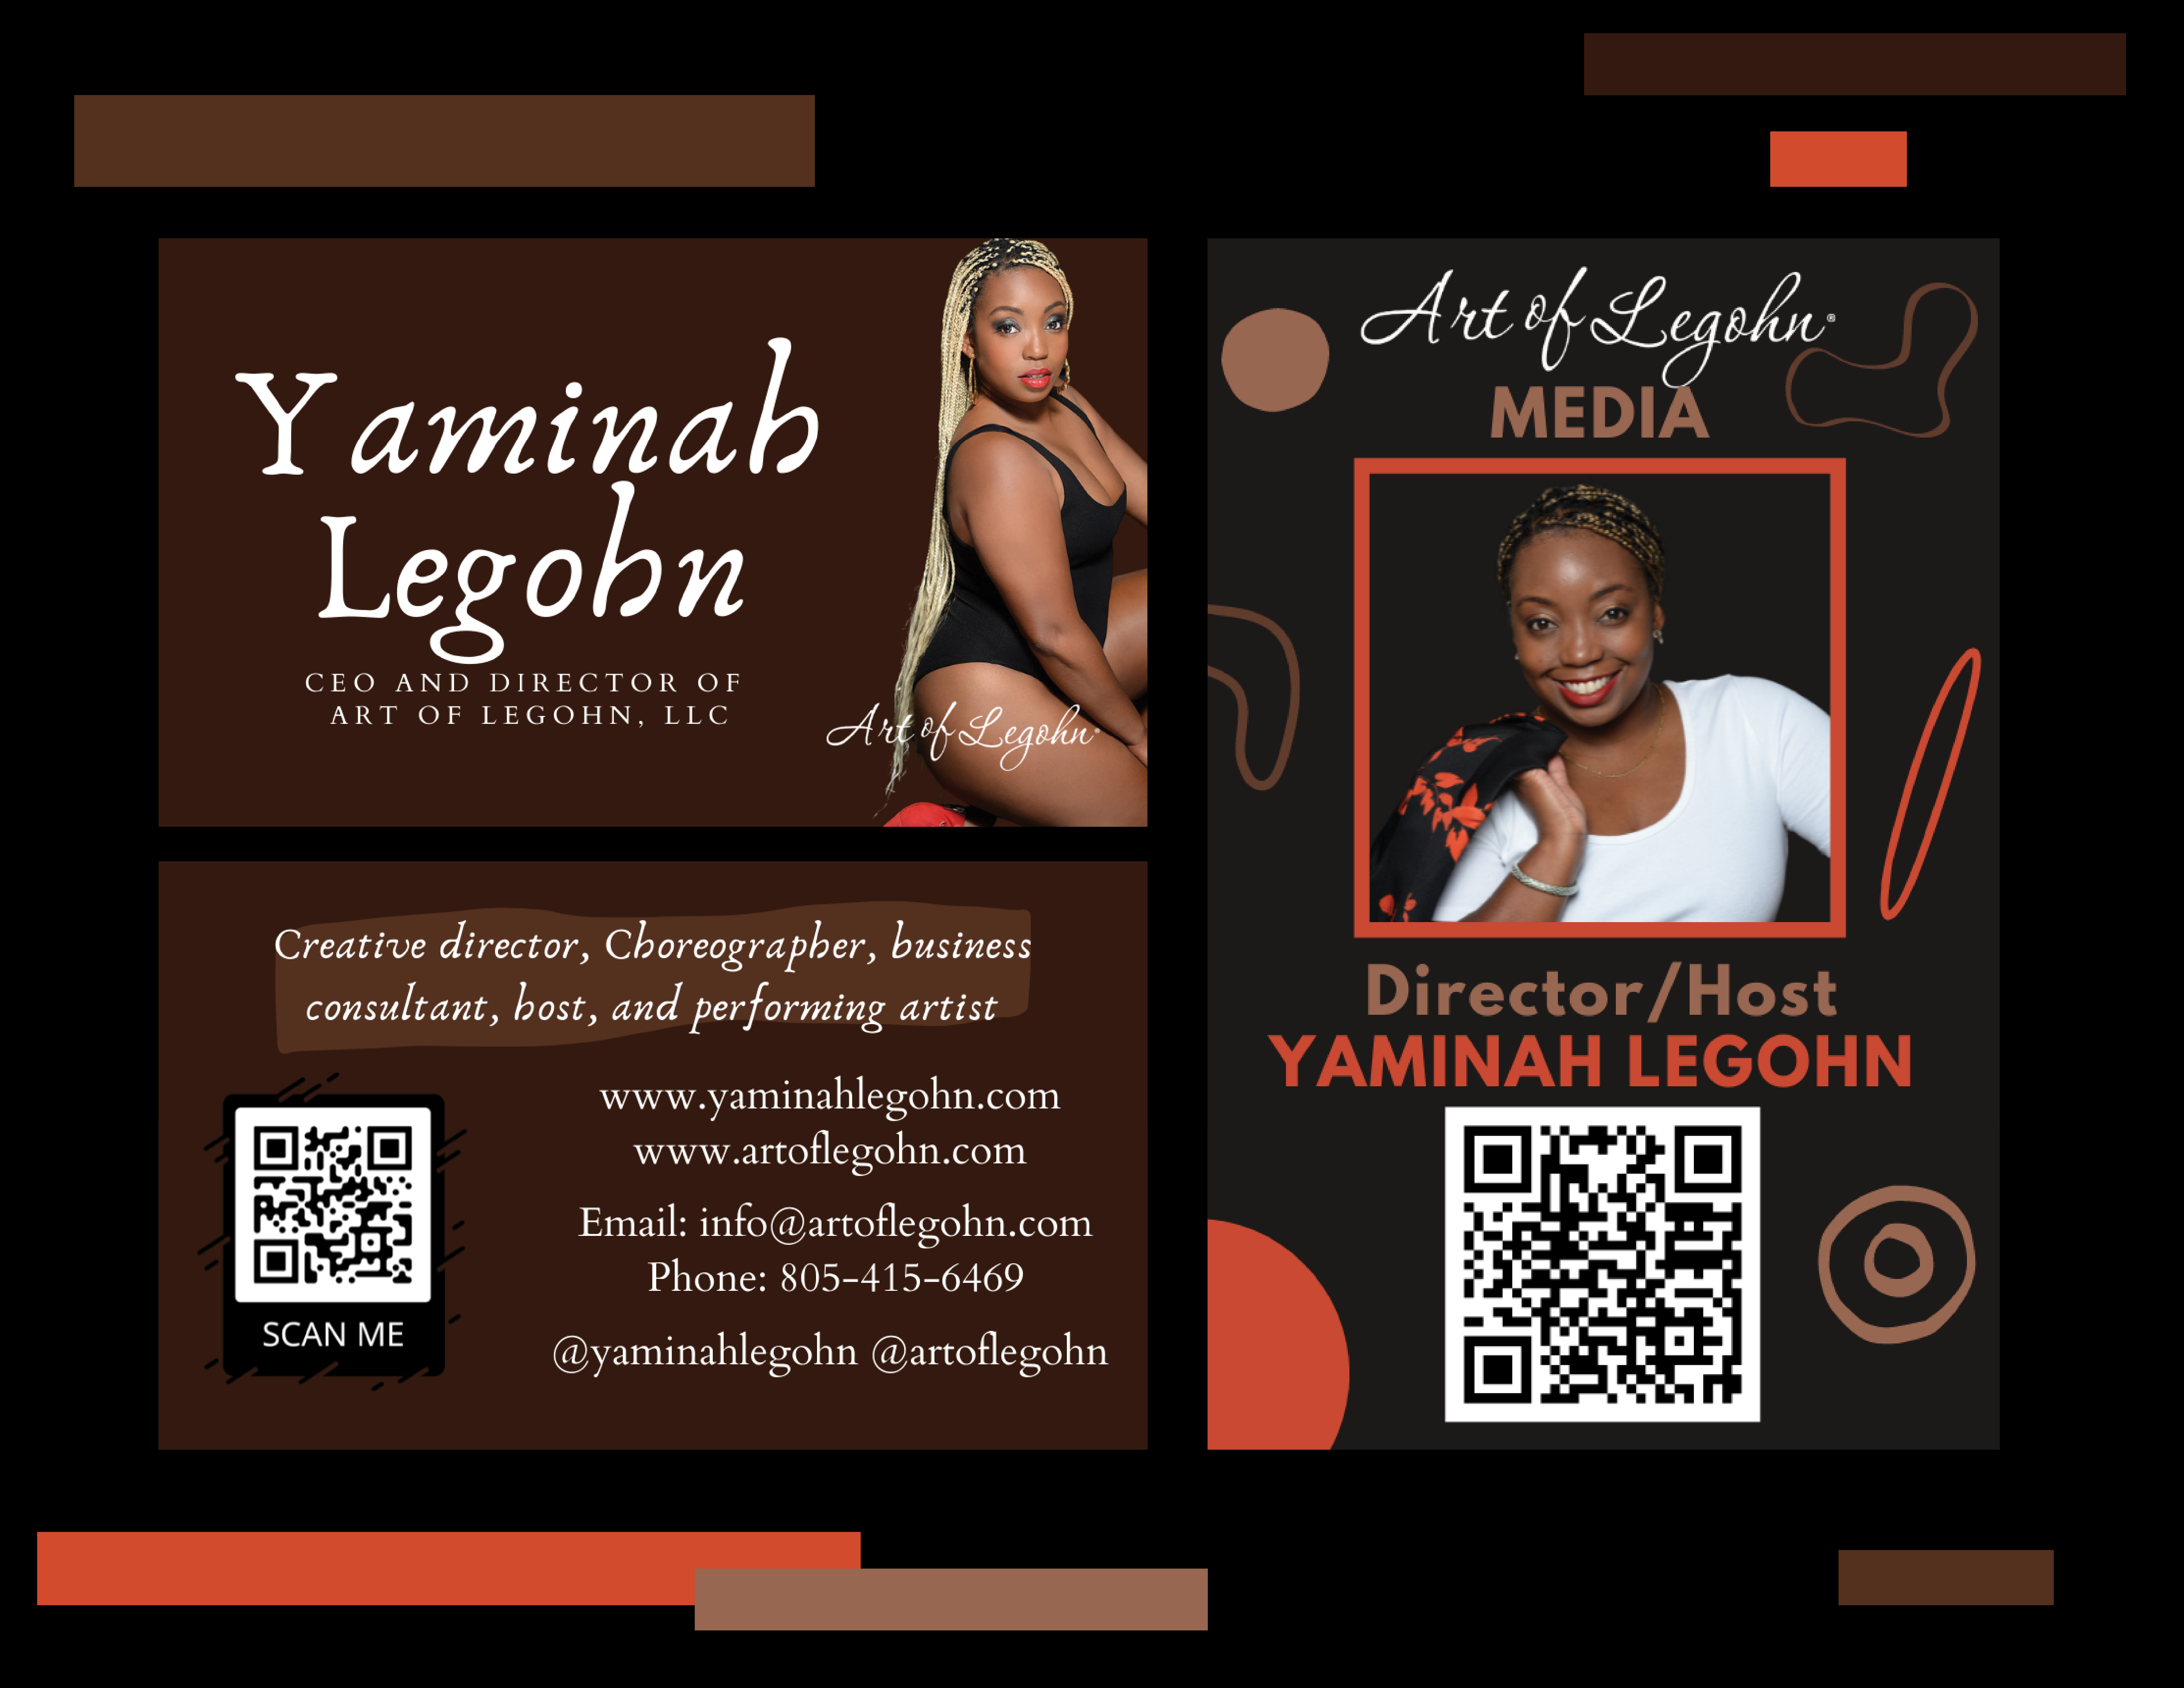 Yaminah
Legohn
CEO AND DIRECTOR OF
ART OF LEGOHN, LLC
Art of Legohn
Creative director, Choreographer, business
consultant, host, and performing artist
www.yaminahlegohn.com
www.artoflegohn.com
Email: info@artoflegohn.com
Phone: 805-415-6469
@yaminahlegohn @artoflegohn
SCAN ME
Art of Legohn®
MEDIA
Director/Host
YAMINAH LEGOHN